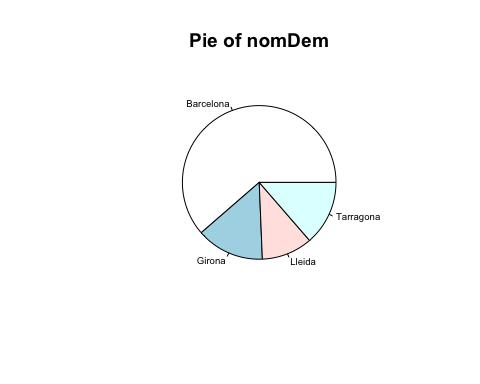 Pie of nomDem
Barcelona
Tarragona
Girona
Lleida